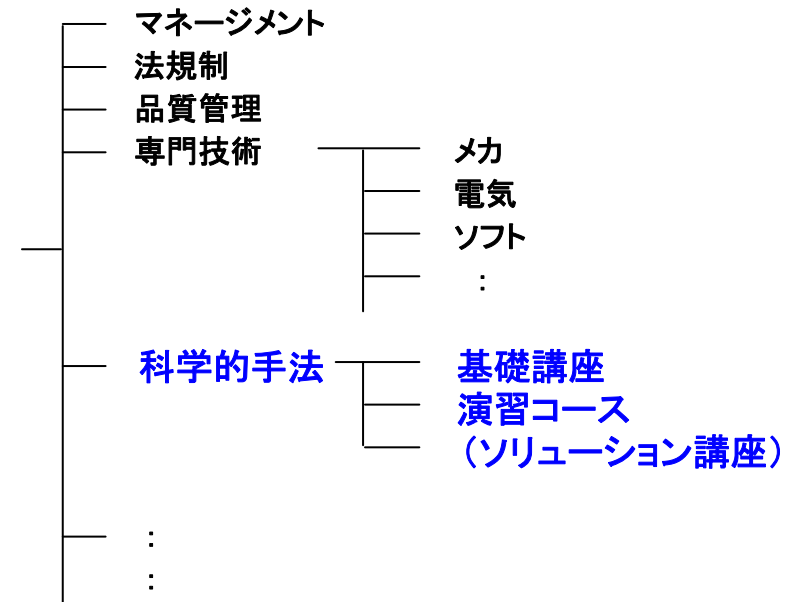 マネージメント
法規制
品質管理
専門技術
メカ
電気
ソフト
：
科学的手法
基礎講座
演習コース
（ソリューション講座）
：
：